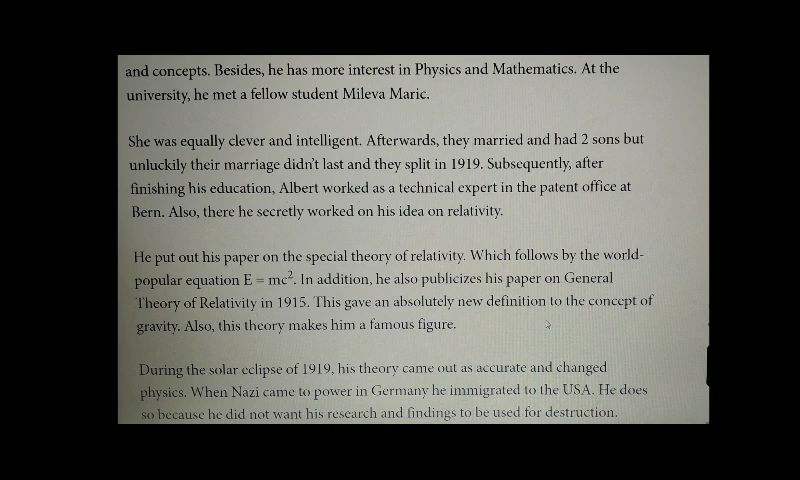 and concepts. Besides, he has more interest in Physics and Mathematics. At the
university, he met a fellow student Mileva Maric.
She was equally clever and intelligent. Afterwards, they married and had 2 sons but
unluckily their marriage didn't last and they split in 1919. Subsequently, after
finishing his education, Albert worked as a technical expert in the patent office at
Bern. Also, there he secretly worked on his idea on relativity.
He put out his paper on the special theory of relativity. Which follows by the world-
popular equation E = mc². In addition, he also publicizes his paper on General
Theory of Relativity in 1915. This gave an absolutely new definition to the concept of
gravity. Also, this theory makes him a famous figure.
During the solar eclipse of 1919, his theory came out as accurate and changed
physics. When Nazi came to power in Germany he immigrated to the USA. He does
so because he did not want his research and findings to be used for destruction.